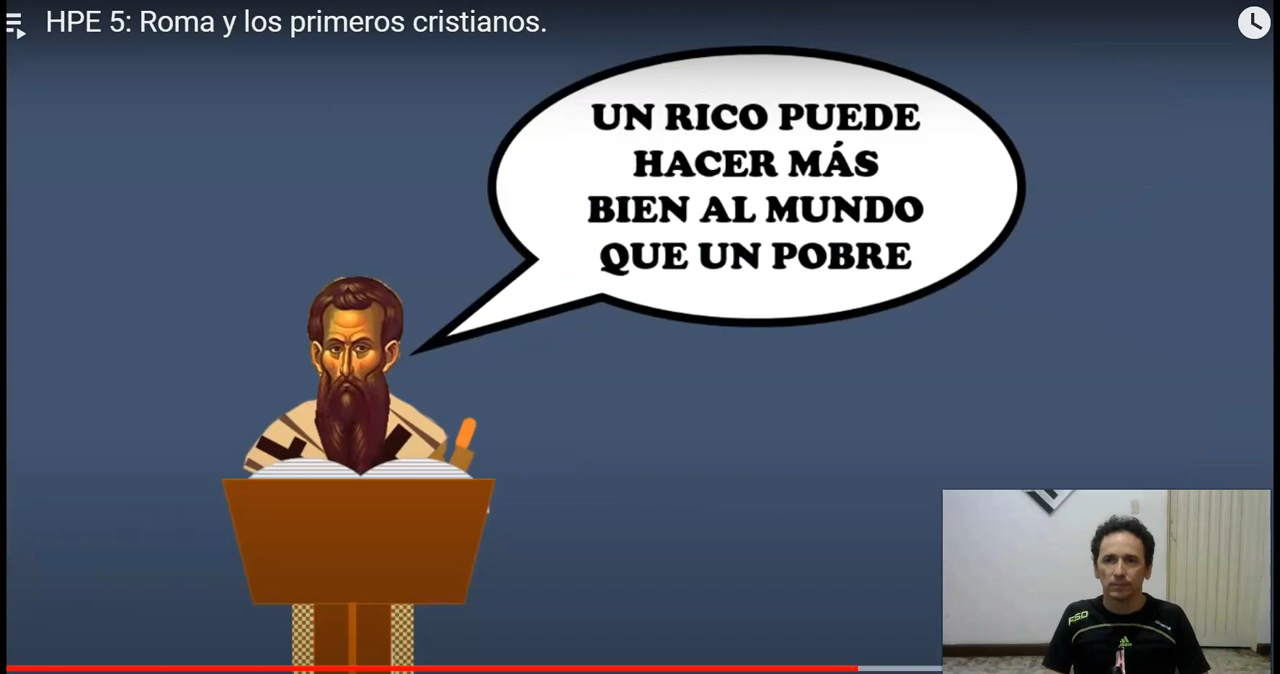 HPE 5: Roma y los primeros cristianos.
UN RICO PUEDE
HACER MÁS
BIEN AL MUNDO
QUE UN POBRE
FSD